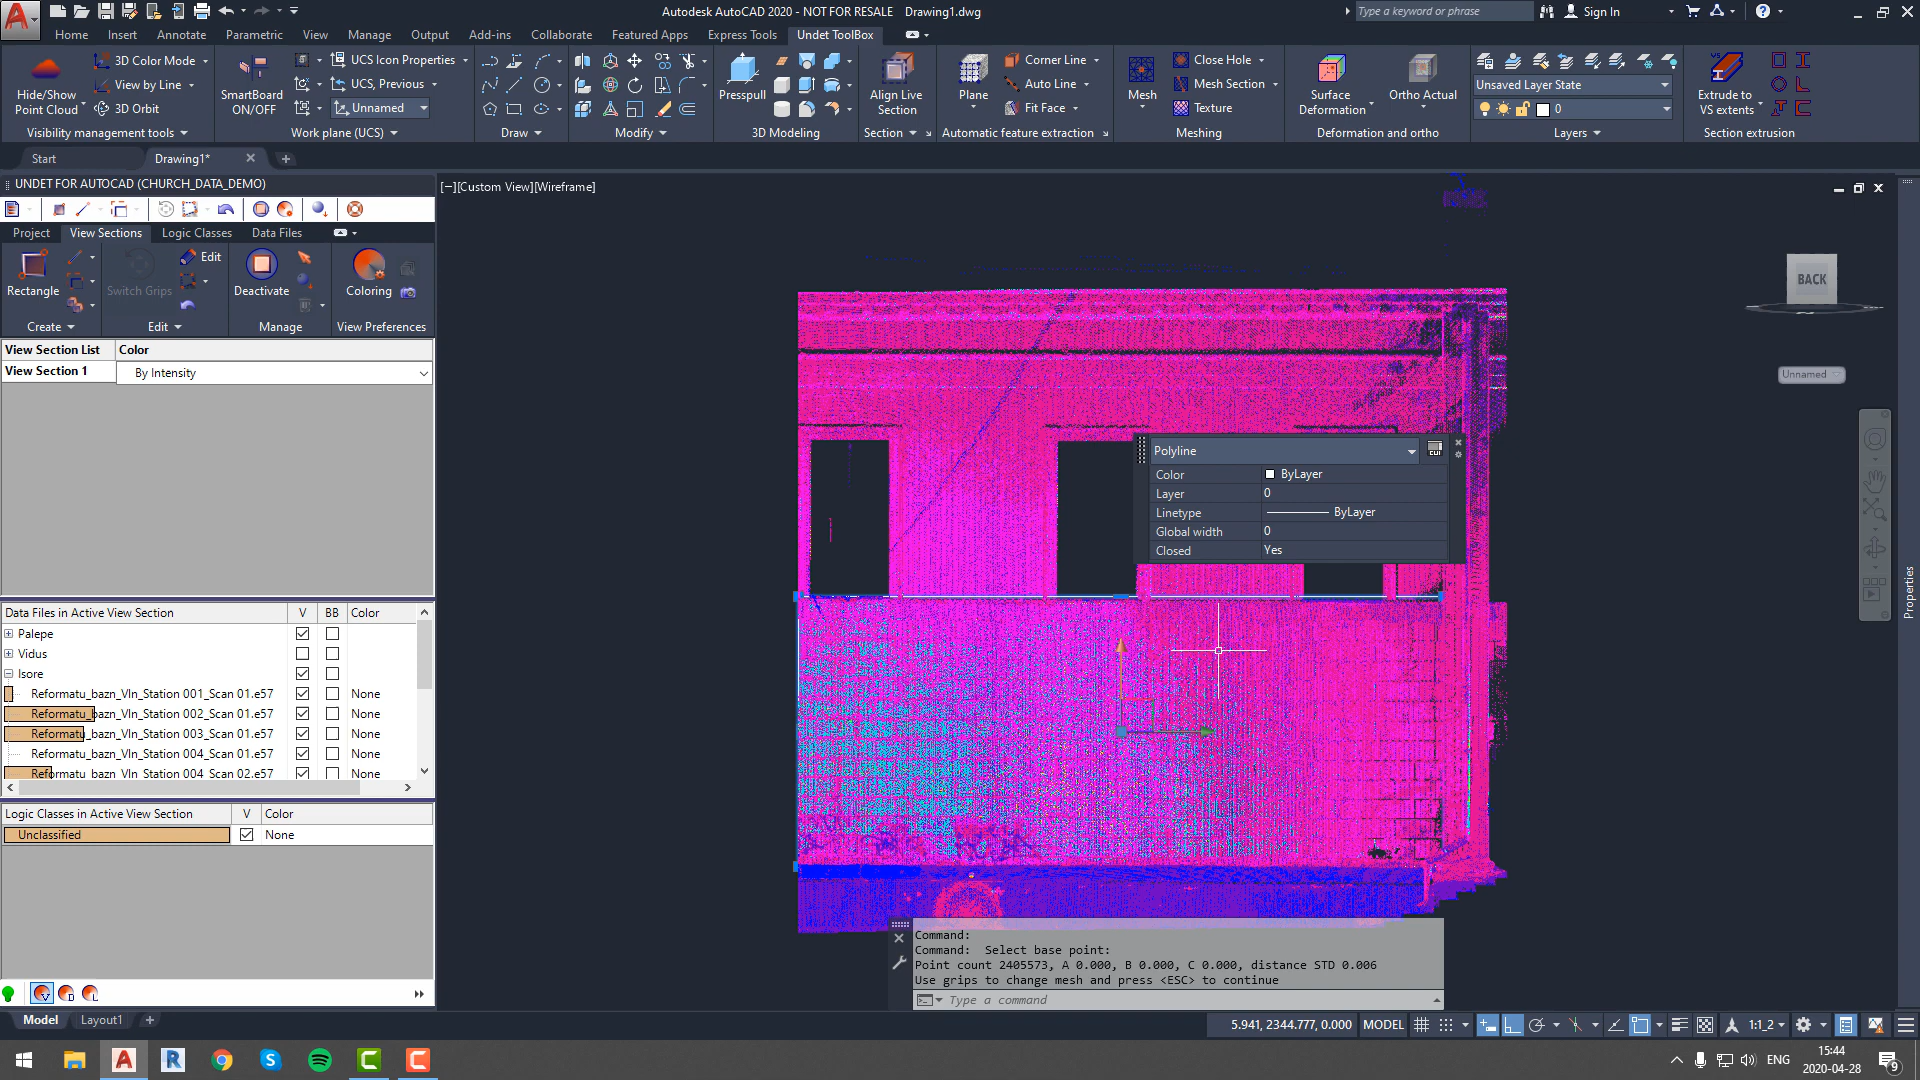 Autodesk AutoCAD 2020 - NOT FOR RESALE Drawing1.dwg
Type a keyword or phrase
Sign In
Home Insert Annotate Parametric View Manage Output Add-ins Collaborate Featured Apps Express Tools Undet ToolBox
Hide/Show
Point Cloud
3D Color Mode
View by Line
3D Orbit
Visibility management tools
SmartBoard
ON/OFF
UCS Icon Properties
UCS, Previous
Unnamed
Work plane (UCS)
Draw
Modify
Presspull
3D Modeling
Align Live
Section
Section
Plane
Corner Line
Auto Line
Fit Face
Automatic feature extraction
Mesh
Close Hole
Mesh Section
Texture
Meshing
Surface
Deformation
Ortho Actual
Deformation and ortho
Unsaved Layer State
0
Layers
Extrude to
VS extents
Section extrusion
Start
Drawing1*
UNDET FOR AUTOCAD (CHURCH_DATA_DEMO)
Project View Sections Logic Classes Data Files
Rectangle
Create
Switch Grips
Edit
Edit
Deactivate
Manage
Coloring
View Preferences
View Section List Color
View Section 1 By Intensity
Data Files in Active View Section V BB Color
Palepe
Vidus
Isore
Reformatu_bazn_Vln_Station 001_Scan 01.e57 None
Reformatu_bazn_Vln_Station 002_Scan 01.e57 None
Reformatu_bazn_Vln_Station 003_Scan 01.e57 None
Reformatu_bazn_Vln_Station 004_Scan 01.e57 None
Reformatu_bazn_Vln_Station 004_Scan 02.e57 None
Logic Classes in Active View Section V Color
Unclassified None
[−][Custom View][Wireframe]
BACK
Unnamed
Polyline
CUI
Color ByLayer
Layer 0
Linetype ByLayer
Global width 0
Closed Yes
Properties
Command:
Command: Select base point:
Point count 2405573, A 0.000, B 0.000, C 0.000, distance STD 0.006
Use grips to change mesh and press <ESC> to continue
Type a command
Model Layout1
5.941, 2344.777, 0.000 MODEL
1:1_2
ENG
15:44
2020-04-28
9